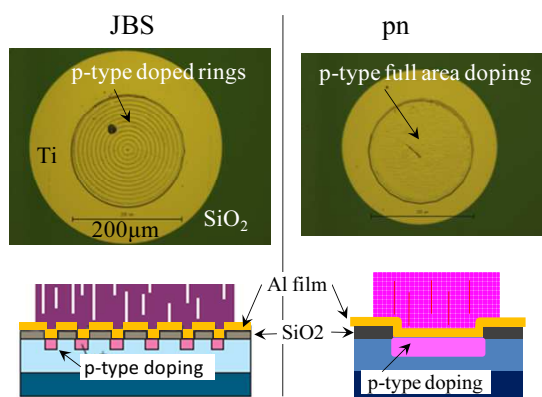 JBS
pn
p-type doped rings
p-type full area doping
Ti
SiO₂
200μm
Al film
SiO2
p-type doping
p-type doping